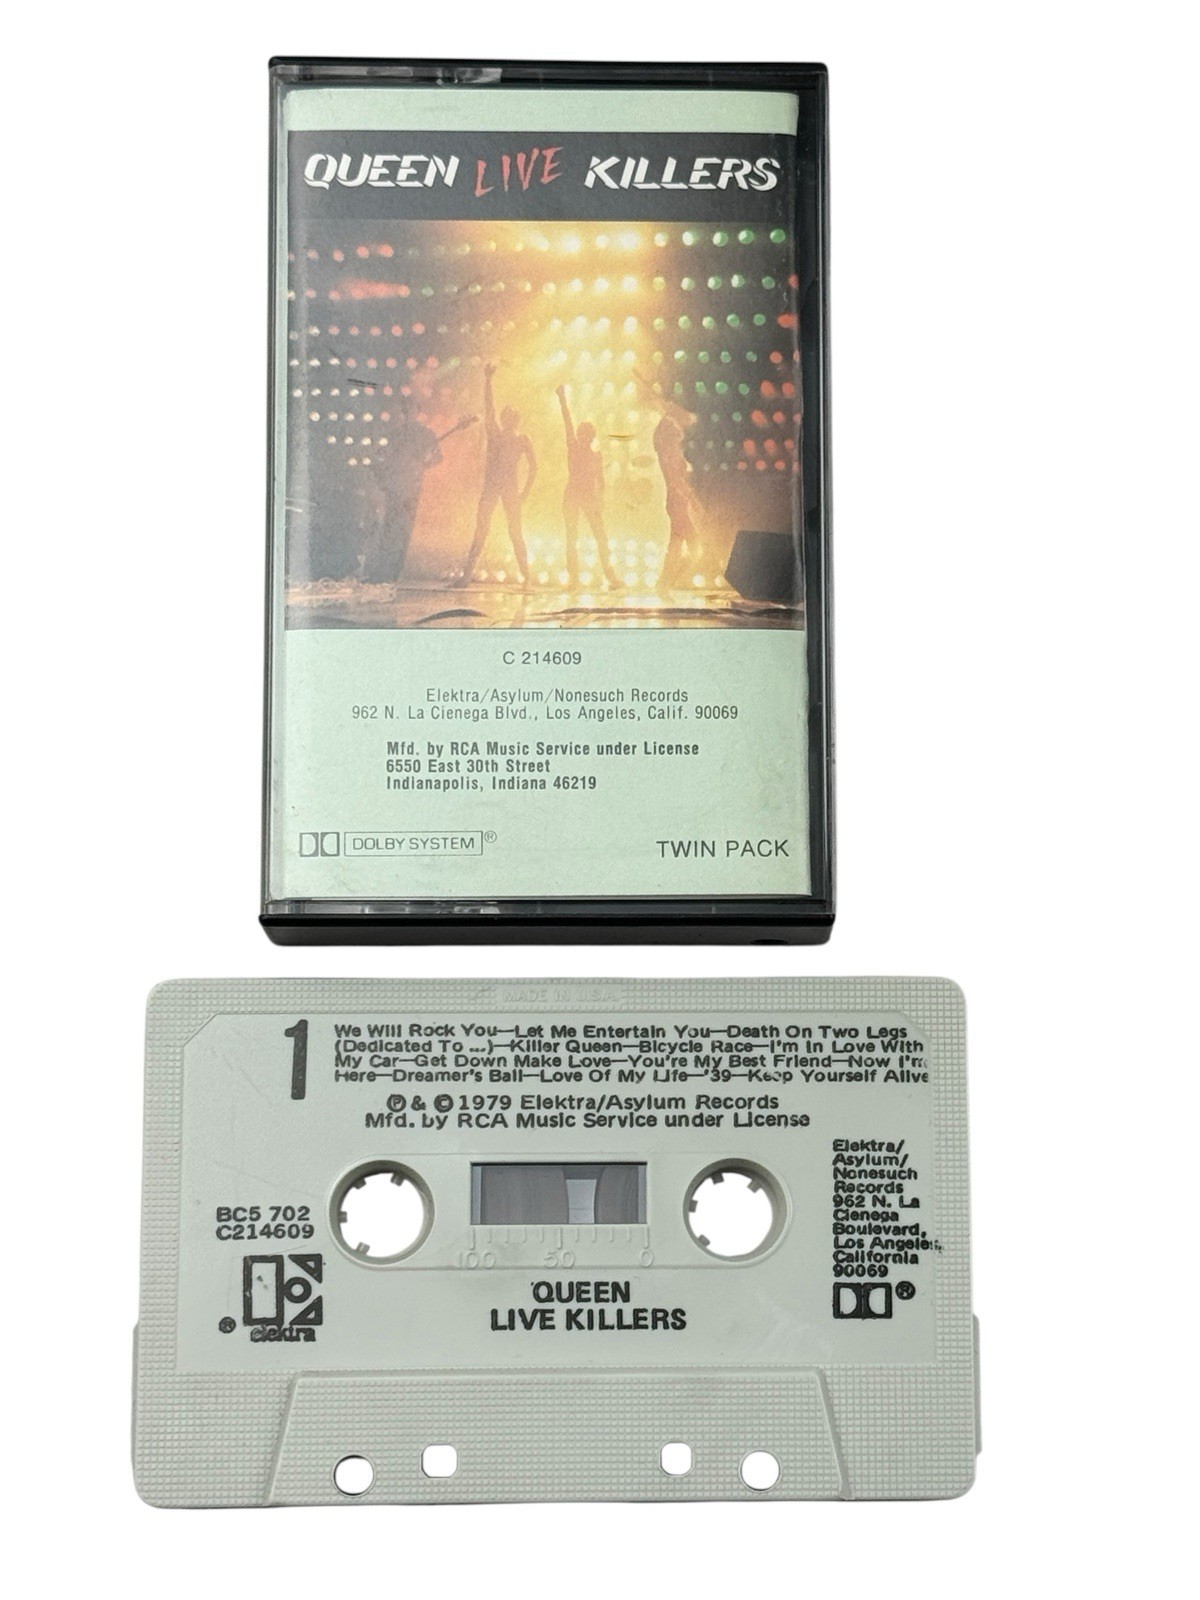 QUEEN LIVE KILLERS
C 214609
Elektra/Asylum/Nonesuch Records
962 N. La Cienega Blvd., Los Angeles, Calif. 90069
Mfd. by RCA Music Service under License
6550 East 30th Street
Indianapolis, Indiana 46219
DOLBY SYSTEM®
TWIN PACK
MADE IN U.S.A.
1
We Will Rock You—Let Me Entertain You—Death On Two Legs
(Dedicated To ...)—Killer Queen—Bicycle Race—I'm In Love With
My Car—Get Down Make Love—You're My Best Friend—Now I'm
Here—Dreamer's Ball—Love Of My Life—'39—Keep Yourself Alive
℗ & © 1979 Elektra/Asylum Records
Mfd. by RCA Music Service under License
BC5 702
C214609
Elektra/
Asylum/
Nonesuch
Records
962 N. La
Cienega
Boulevard,
Los Angeles,
California
90069
®
100 50 0
® elektra
QUEEN
LIVE KILLERS